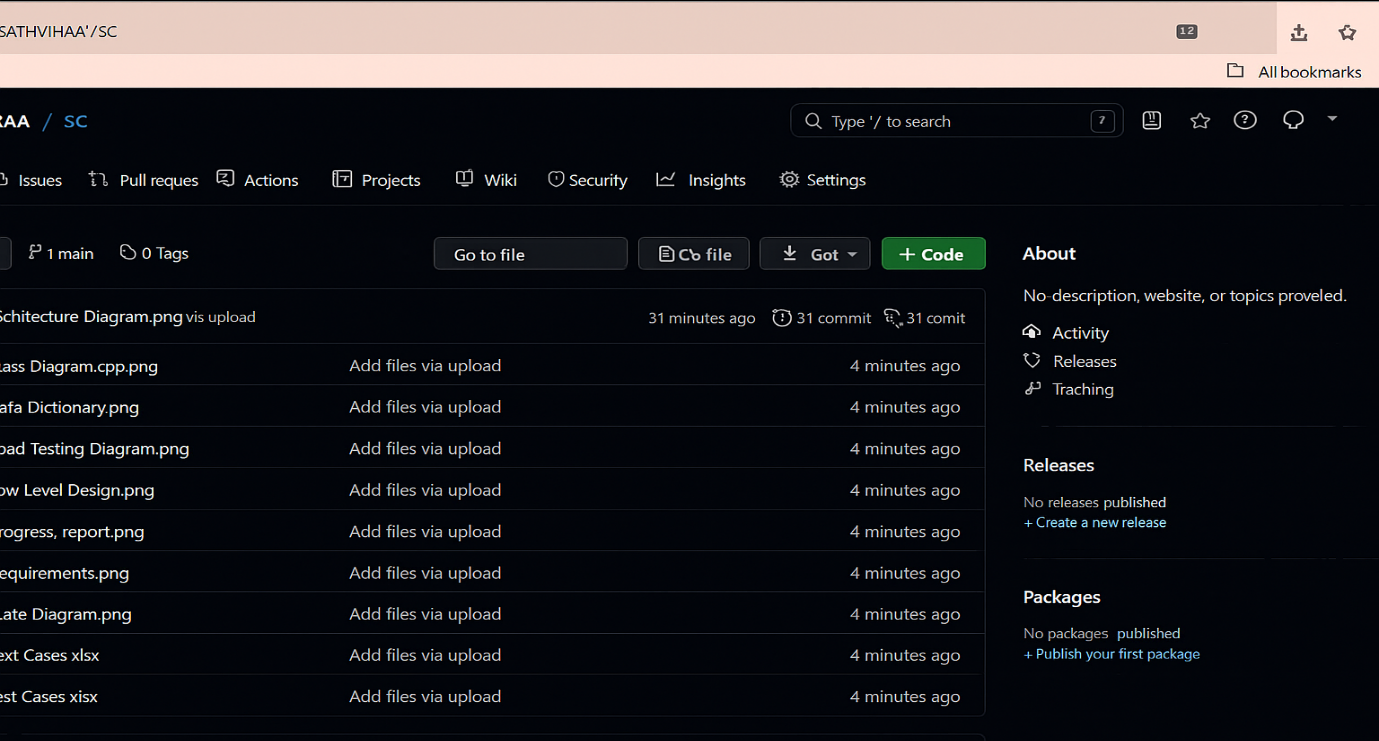 SATHVIHAA'/SC
12
All bookmarks
RAA / SC
Type '/ to search
7
Issues
Pull reques
Actions
Projects
Wiki
Security
Insights
Settings
1 main
0 Tags
Go to file
file
Got
+ Code
About
No-description, website, or topics proveled.
Schitecture Diagram.png vis upload
31 minutes ago
31 commit
31 comit
Activity
Releases
Traching
ass Diagram.cpp.png
Add files via upload
4 minutes ago
afa Dictionary.png
Add files via upload
4 minutes ago
oad Testing Diagram.png
Add files via upload
4 minutes ago
ow Level Design.png
Add files via upload
4 minutes ago
rogress, report.png
Add files via upload
4 minutes ago
equirements.png
Add files via upload
4 minutes ago
ate Diagram.png
Add files via upload
4 minutes ago
ext Cases xlsx
Add files via upload
4 minutes ago
est Cases xisx
Add files via upload
4 minutes ago
Releases
No releases published
+ Create a new release
Packages
No packages published
+ Publish your first package